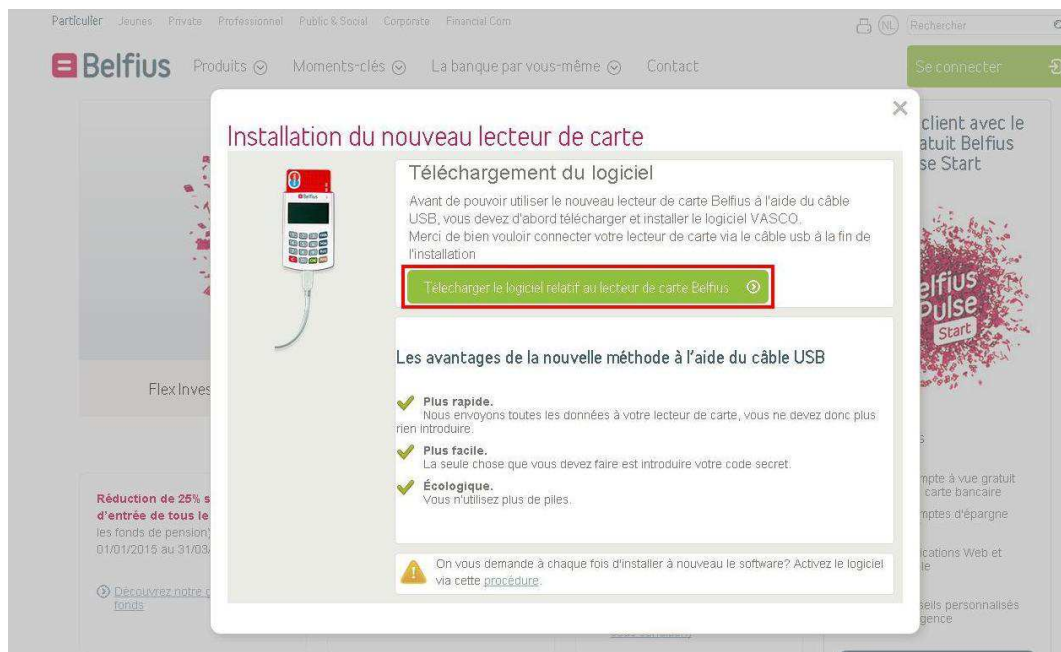 Particulier Jeunes Private Professionnel Public & Social Corporate Financial Com
NL Rechercher
Belfius Produits Moments-clés La banque par vous-même Contact Se connecter
Installation du nouveau lecteur de carte
Téléchargement du logiciel
Avant de pouvoir utiliser le nouveau lecteur de carte Belfius à l'aide du câble
USB, vous devez d'abord télécharger et installer le logiciel VASCO.
Merci de bien vouloir connecter votre lecteur de carte via le câble usb à la fin de
l'installation
Télécharger le logiciel relatif au lecteur de carte Belfius
Les avantages de la nouvelle méthode à l'aide du câble USB
Plus rapide.
Nous envoyons toutes les données à votre lecteur de carte, vous ne devez donc plus
rien introduire.
Plus facile.
La seule chose que vous devez faire est introduire votre code secret.
Écologique.
Vous n'utilisez plus de piles.
On vous demande à chaque fois d'installer à nouveau le software? Activez le logiciel
via cette procédure.
Flex Inves
Réduction de 25% s
d'entrée de tous le
les fonds de pension)
01/01/2015 au 31/03/
Découvrez notre
fonds
client avec le
atuit Belfius
se Start
elfius
Pulse
Start
mpte à vue gratuit
carte bancaire
mptes d'épargne
ications Web et
le
seils personnalisés
gence